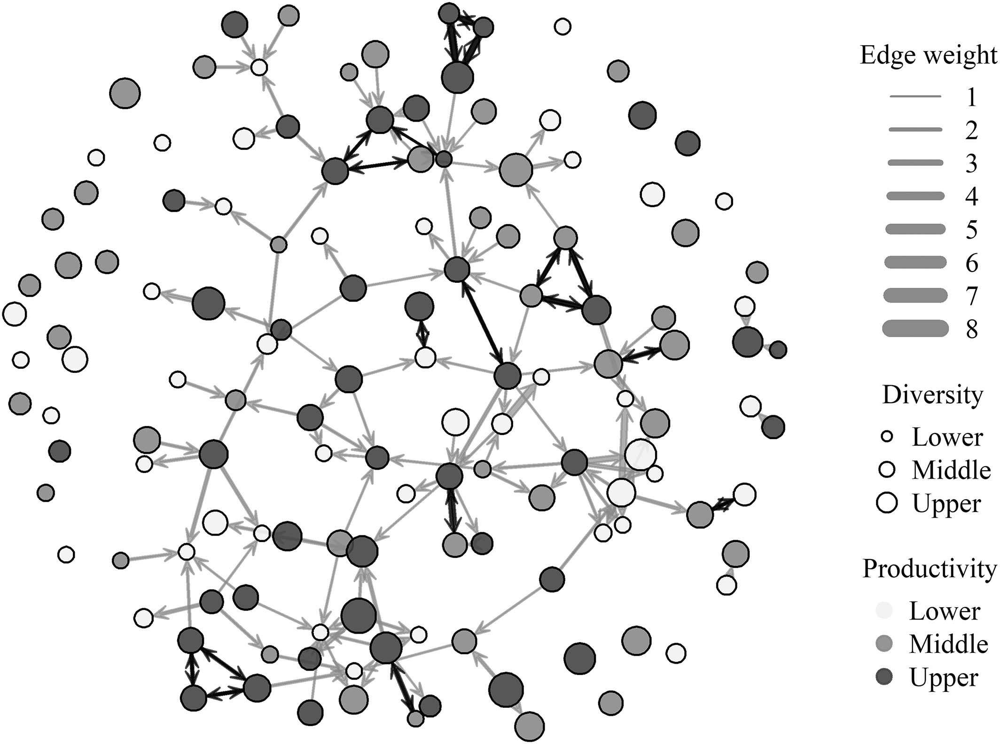 Edge weight
1
2
3
4
5
6
7
8
Diversity
Lower
Middle
Upper
Productivity
Lower
Middle
Upper